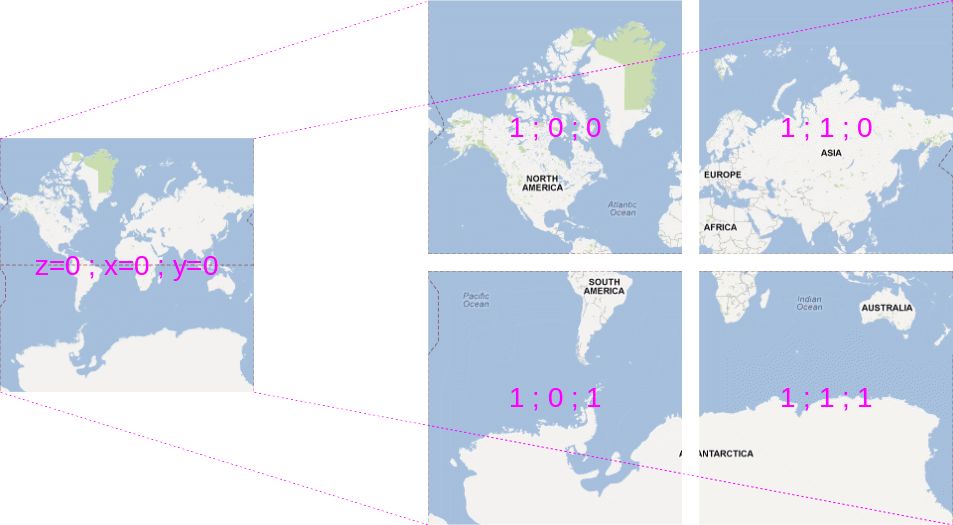 z=0 ; x=0 ; y=0
1 ; 0 ; 0
NORTH
AMERICA
Atlantic
Ocean
1 ; 1 ; 0
ASIA
EUROPE
AFRICA
SOUTH
AMERICA
Pacific
Ocean
1 ; 0 ; 1
Indian
Ocean
AUSTRALIA
1 ; 1 ; 1
A
ANTARCTICA